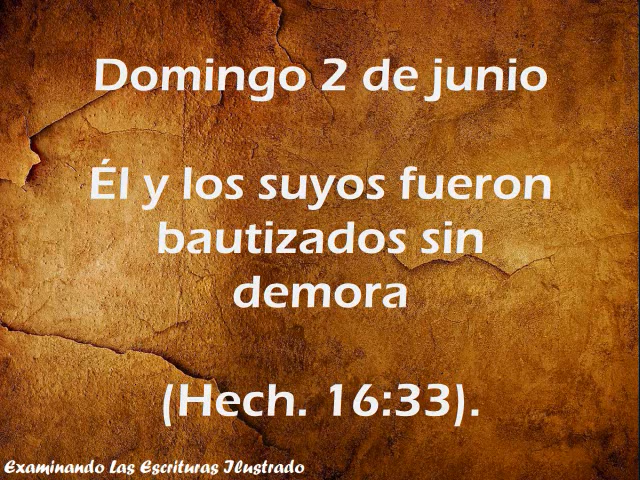 Domingo 2 de junio
Él y los suyos fueron
bautizados sin
demora
(Hech. 16:33).
Examinando Las Escrituras Ilustrado